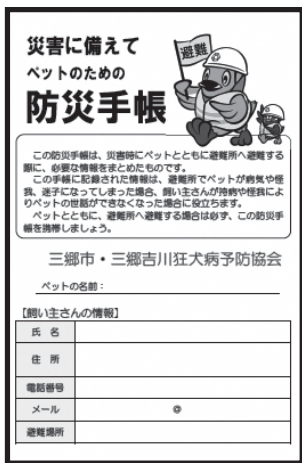 災害に備えて
ペットのための
防災手帳
避難
この防災手帳は、災害時にペットとともに避難所へ避難する
際に、必要な情報をまとめたものです。
この手帳に記録された情報は、避難所でペットが病気や怪
我、迷子になってしまった場合、飼い主さんが持病や怪我によ
りペットの世話ができなくなった場合に役立ちます。
ペットとともに、避難所へ避難する場合は必ず、この防災手
帳を携帯しましょう。
三郷市・三郷吉川狂犬病予防協会
ペットの名前：
【飼い主さんの情報】
氏 名
住 所
電話番号
メール @
避難場所